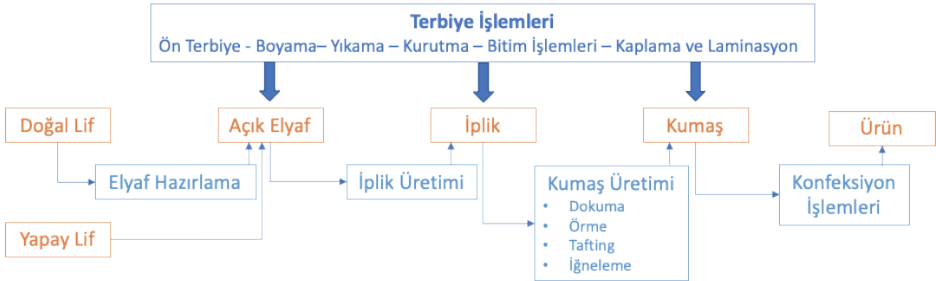 Terbiye İşlemleri
Ön Terbiye - Boyama– Yıkama – Kurutma – Bitim İşlemleri – Kaplama ve Laminasyon
Doğal Lif
Açık Elyaf
İplik
Kumaş
Ürün
Elyaf Hazırlama
İplik Üretimi
Kumaş Üretimi
• Dokuma
• Örme
• Tafting
• İğneleme
Konfeksiyon
İşlemleri
Yapay Lif